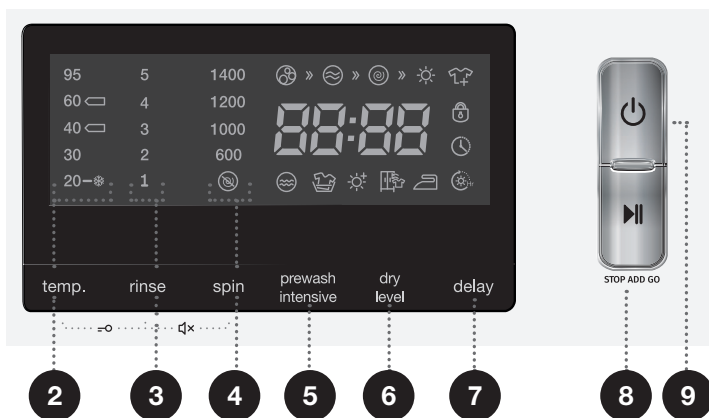 95 5 1400
60 4 1200
40 3 1000
88:88
30 2 600
20 1
temp. rinse spin prewash intensive dry level delay
STOP ADD GO
2 3 4 5 6 7 8 9